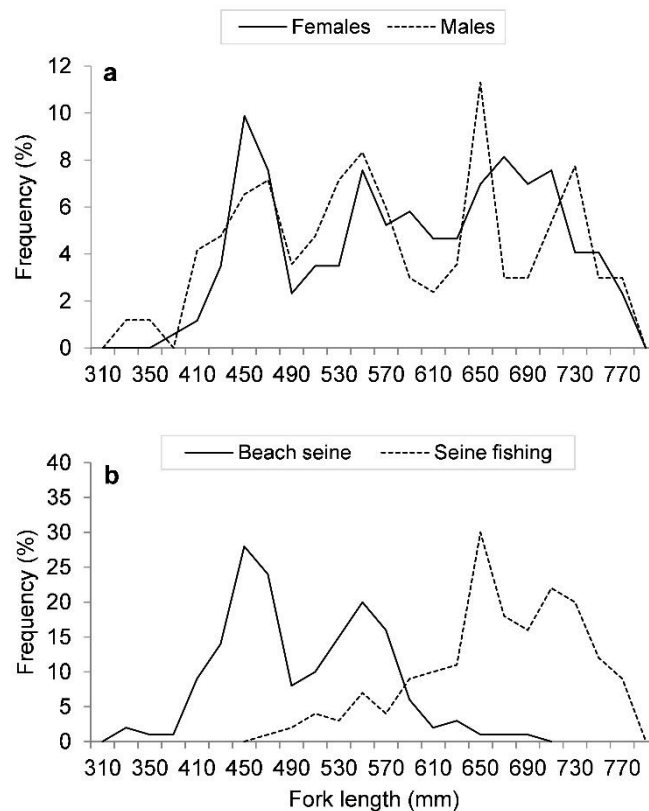 Females Males
a
12
10
8
6
4
2
0
Frequency (%)
310 350 410 450 490 530 570 610 650 690 730 770
Beach seine Seine fishing
b
40
35
30
25
20
15
10
5
0
Frequency (%)
310 350 410 450 490 530 570 610 650 690 730 770
Fork length (mm)